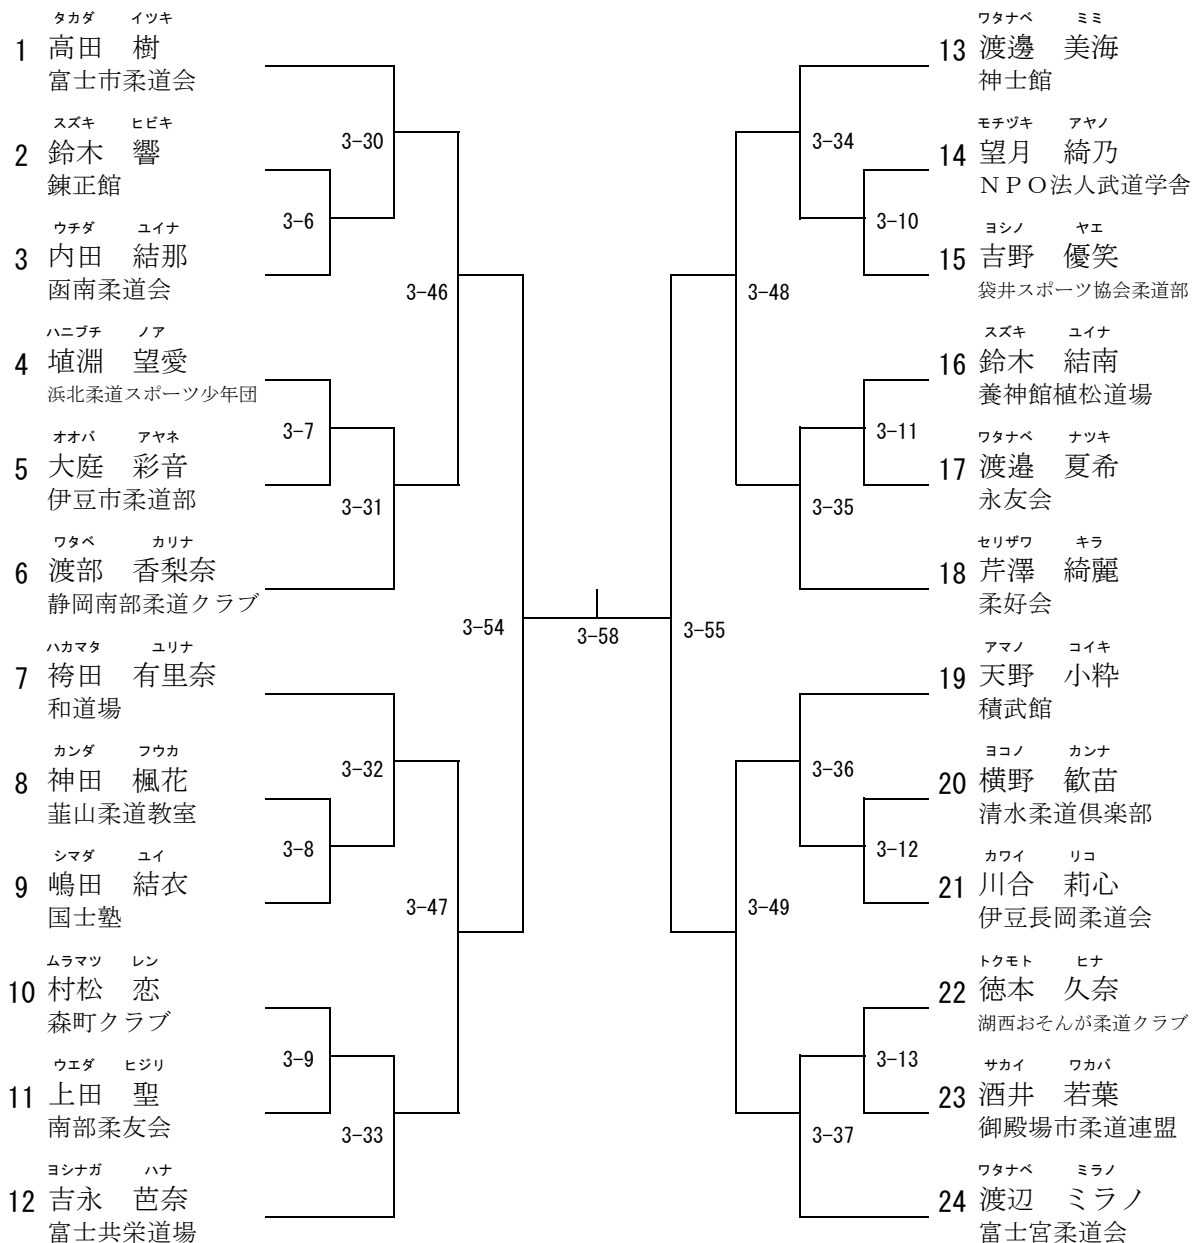 タカダ イツキ
1 高田 樹
富士市柔道会
スズキ ヒビキ
2 鈴木 響
錬正館
ウチダ ユイナ
3 内田 結那
函南柔道会
ハニブチ ノア
4 埴淵 望愛
浜北柔道スポーツ少年団
オオバ アヤネ
5 大庭 彩音
伊豆市柔道部
ワタベ カリナ
6 渡部 香梨奈
静岡南部柔道クラブ
ハカマタ ユリナ
7 袴田 有里奈
和道場
カンダ フウカ
8 神田 楓花
韮山柔道教室
シマダ ユイ
9 嶋田 結衣
国士塾
ムラマツ レン
10 村松 恋
森町クラブ
ウエダ ヒジリ
11 上田 聖
南部柔友会
ヨシナガ ハナ
12 吉永 芭奈
富士共栄道場
3-30
3-6
3-46
3-7
3-31
3-54
3-32
3-8
3-47
3-9
3-33
3-58
ワタナベ ミミ
13 渡邊 美海
神士館
モチヅキ アヤノ
14 望月 綺乃
ＮＰＯ法人武道学舎
ヨシノ ヤエ
15 吉野 優笑
袋井スポーツ協会柔道部
スズキ ユイナ
16 鈴木 結南
養神館植松道場
ワタナベ ナツキ
17 渡邉 夏希
永友会
セリザワ キラ
18 芹澤 綺麗
柔好会
アマノ コイキ
19 天野 小粋
積武館
ヨコノ カンナ
20 横野 歓苗
清水柔道倶楽部
カワイ リコ
21 川合 莉心
伊豆長岡柔道会
トクモト ヒナ
22 徳本 久奈
湖西おそんが柔道クラブ
サカイ ワカバ
23 酒井 若葉
御殿場市柔道連盟
ワタナベ ミラノ
24 渡辺 ミラノ
富士宮柔道会
3-34
3-10
3-48
3-11
3-35
3-55
3-36
3-12
3-49
3-13
3-37